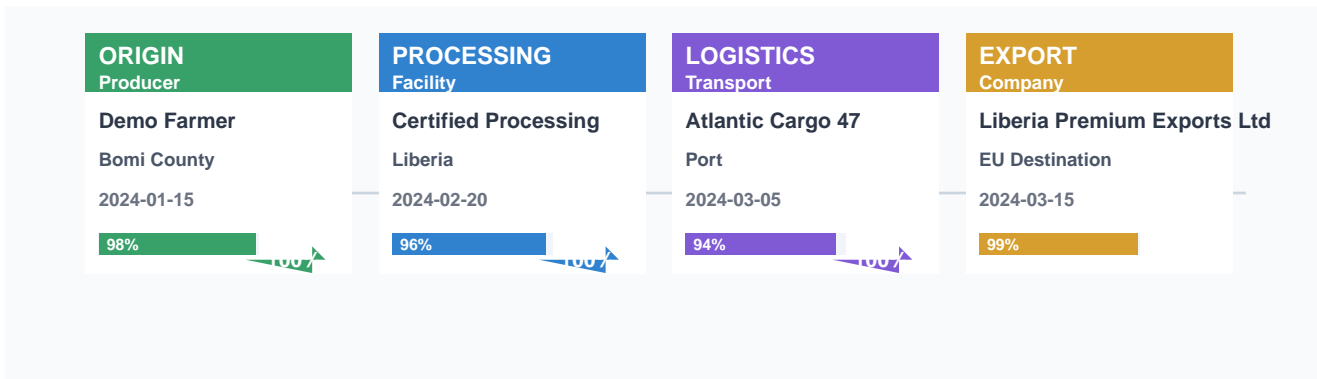 ORIGIN
Producer
Demo Farmer
Bomi County
2024-01-15
98%
PROCESSING
Facility
Certified Processing
Liberia
2024-02-20
96%
LOGISTICS
Transport
Atlantic Cargo 47
Port
2024-03-05
94%
EXPORT
Company
Liberia Premium Exports Ltd
EU Destination
2024-03-15
99%